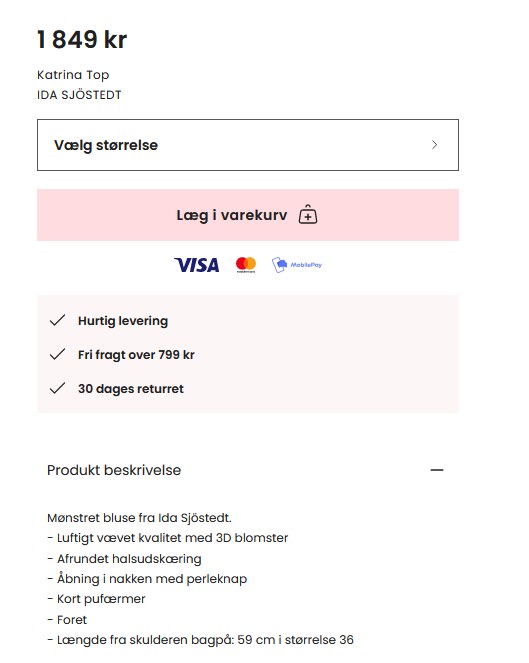 1 849 kr
Katrina Top
IDA SJÖSTEDT
Vælg størrelse
Læg i varekurv
VISA
mastercard
MobilePay
Hurtig levering
Fri fragt over 799 kr
30 dages returret
Produkt beskrivelse
Mønstret bluse fra Ida Sjöstedt.
- Luftigt vævet kvalitet med 3D blomster
- Afrundet halsudskæring
- Åbning i nakken med perleknap
- Kort pufærmer
- Foret
- Længde fra skulderen bagpå: 59 cm i størrelse 36